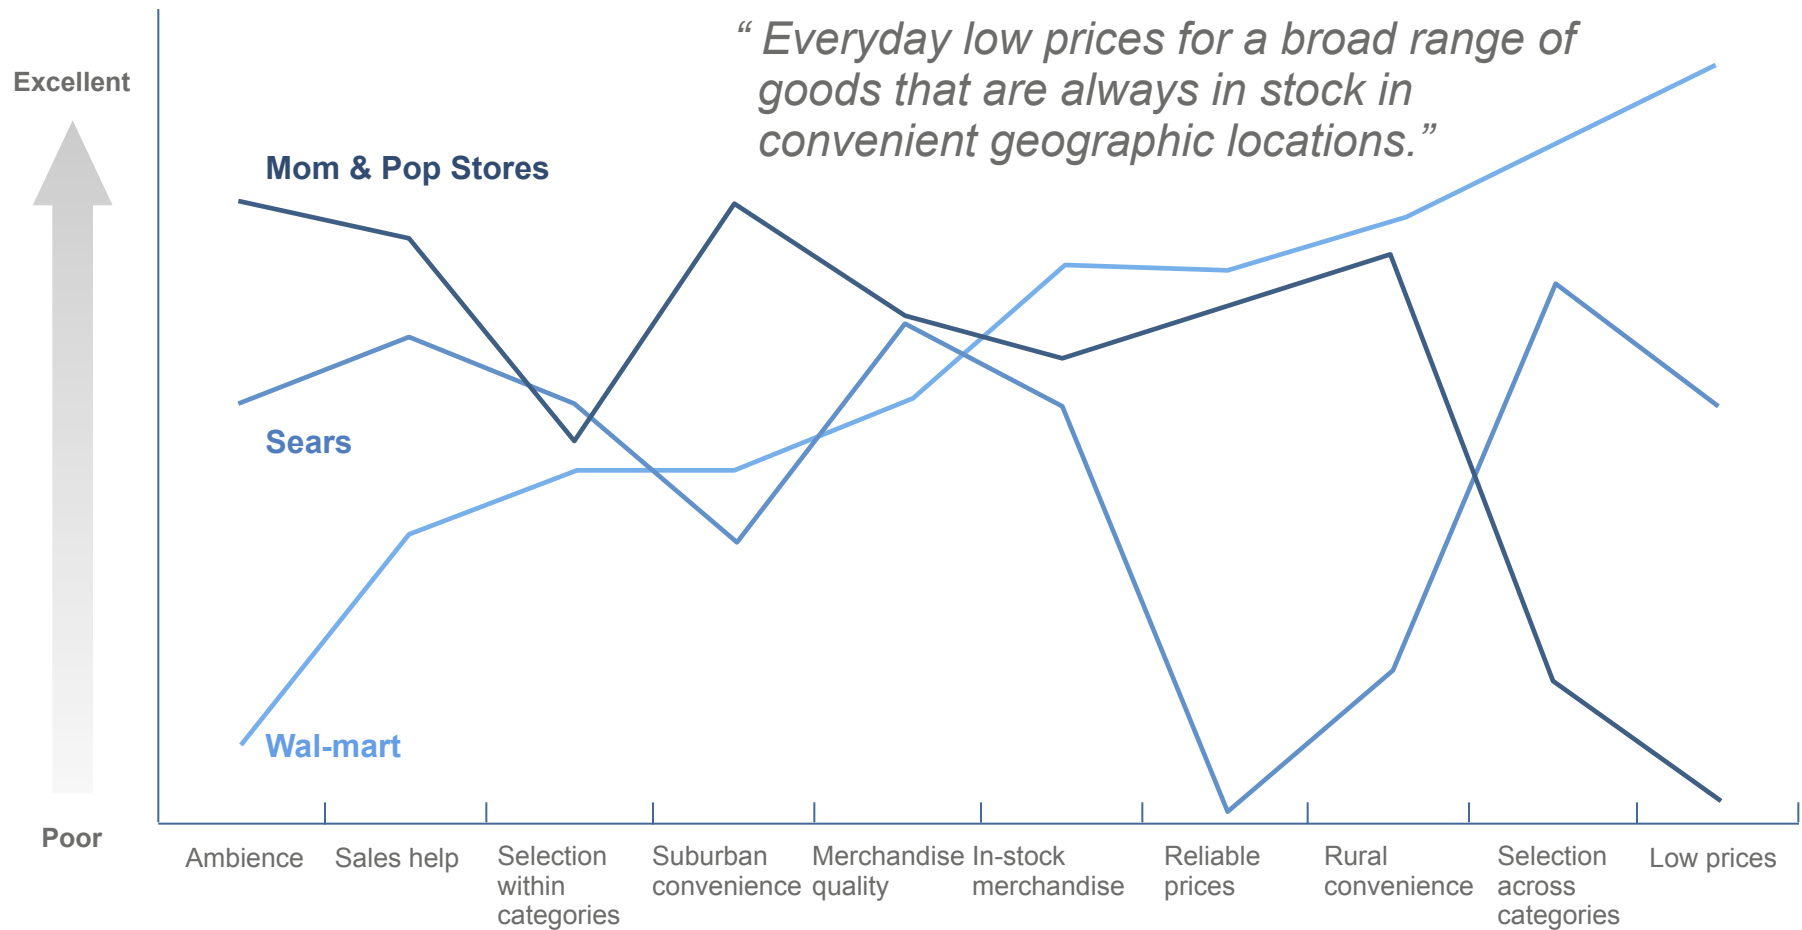 “ Everyday low prices for a broad range of
goods that are always in stock in
convenient geographic locations.”
Excellent
Mom & Pop Stores
Sears
Wal-mart
Poor
Ambience
Sales help
Selection
within
categories
Suburban
convenience
Merchandise
quality
In-stock
merchandise
Reliable
prices
Rural
convenience
Selection
across
categories
Low prices